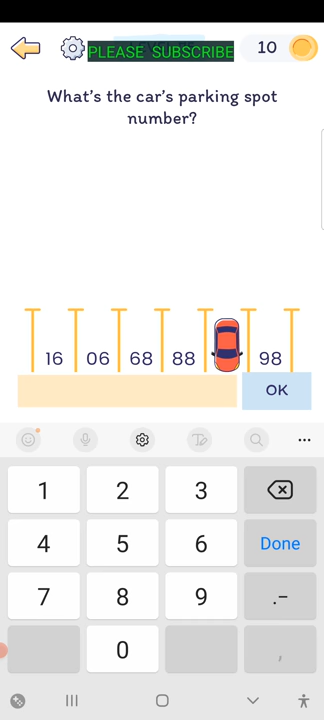 PLEASE SUBSCRIBE
10
What's the car's parking spot
number?
16 06 68 88 98
OK
1 2 3
4 5 6 Done
7 8 9 .-
0 ,